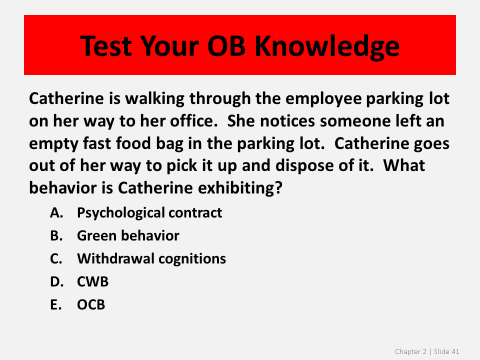 Test Your OB Knowledge
Catherine is walking through the employee parking lot
on her way to her office.  She notices someone left an
empty fast food bag in the parking lot.  Catherine goes
out of her way to pick it up and dispose of it.  What
behavior is Catherine exhibiting?
A. Psychological contract
B. Green behavior
C. Withdrawal cognitions
D. CWB
E. OCB
Chapter 2 | Slide 41